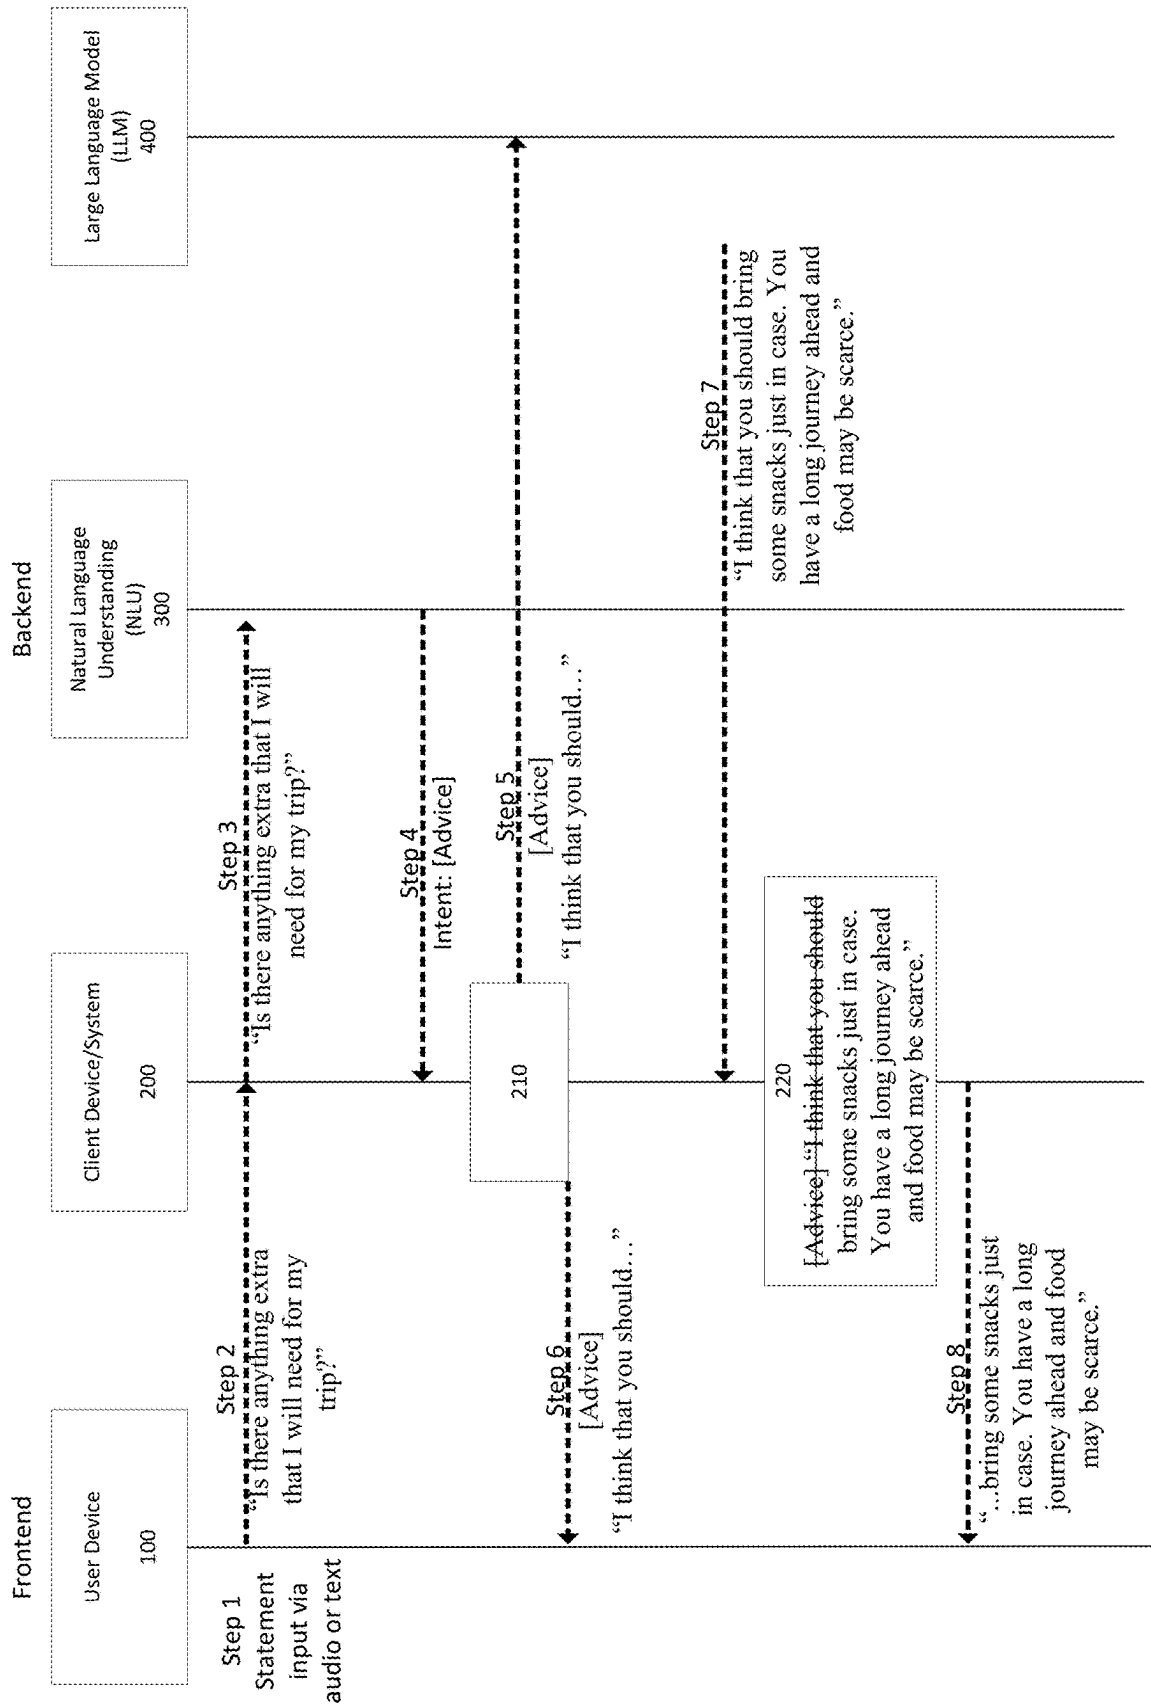 Frontend
Backend
User Device
100
Client Device/System
200
Natural Language
Understanding
(NLU)
300
Large Language Model
(LLM)
400
Step 1
Statement
input via
audio or text
Step 2
“Is there anything extra
that I will need for my
trip?”
Step 3
“Is there anything extra that I will
need for my trip?”
Step 4
Intent: [Advice]
210
Step 5
[Advice]
“I think that you should…”
Step 6
[Advice]
“I think that you should…”
Step 7
“I think that you should bring
some snacks just in case. You
have a long journey ahead and
food may be scarce.”
220
[Advice] “I think that you should
bring some snacks just in case.
You have a long journey ahead
and food may be scarce.”
Step 8
“…bring some snacks just
in case. You have a long
journey ahead and food
may be scarce.”